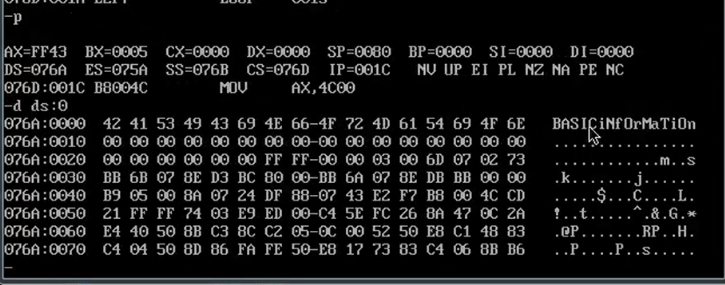 -p
AX=FF43 BX=0005 CX=0000 DX=0000 SP=0080 BP=0000 SI=0000 DI=0000
DS=076A ES=075A SS=076B CS=076D IP=001C NV UP EI PL NZ NA PE NC
076D:001C B8004C MOV AX,4C00
-d ds:0
076A:0000 42 41 53 49 43 69 4E 66-4F 72 4D 61 54 69 4F 6E BASICiNfOrMaTiOn
076A:0010 00 00 00 00 00 00 00 00-00 00 00 00 00 00 00 00 ................
076A:0020 00 00 00 00 00 00 FF FF-00 00 03 00 6D 07 02 73 ............m..s
076A:0030 BB 6B 07 8E D3 BC 80 00-BB 6A 07 8E DB BB 00 00 .k.......j......
076A:0040 B9 05 00 8A 07 24 DF 88-07 43 E2 F7 B8 00 4C CD .....$...C....L.
076A:0050 21 FF FF 74 03 E9 ED 00-C4 5E FC 26 8A 47 0C 2A !..t.....^.&.G.*
076A:0060 E4 40 50 8B C3 8C C2 05-0C 00 52 50 E8 C1 48 83 .@P.......RP..H.
076A:0070 C4 04 50 8D 86 FA FE 50-E8 17 73 83 C4 06 8B B6 ..P....P..s.....
-